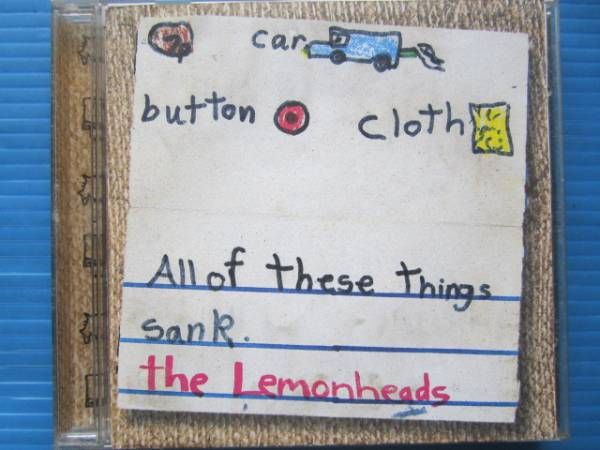 car
button cloth
All of these things
sank.
the Lemonheads